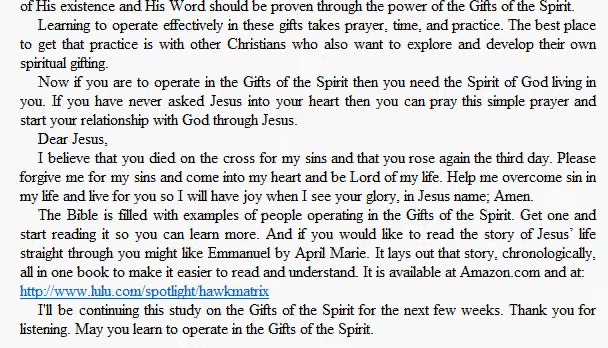 of His existence and His Word should be proven through the power of the Gifts of the Spirit.
Learning to operate effectively in these gifts takes prayer, time, and practice. The best place
to get that practice is with other Christians who also want to explore and develop their own
spiritual gifting.
Now if you are to operate in the Gifts of the Spirit then you need the Spirit of God living in
you. If you have never asked Jesus into your heart then you can pray this simple prayer and
start your relationship with God through Jesus.
Dear Jesus,
I believe that you died on the cross for my sins and that you rose again the third day. Please
forgive me for my sins and come into my heart and be Lord of my life. Help me overcome sin in
my life and live for you so I will have joy when I see your glory, in Jesus name; Amen.
The Bible is filled with examples of people operating in the Gifts of the Spirit. Get one and
start reading it so you can learn more. And if you would like to read the story of Jesus’ life
straight through you might like Emmanuel by April Marie. It lays out that story, chronologically,
all in one book to make it easier to read and understand. It is available at Amazon.com and at:
http://www.lulu.com/spotlight/hawkmatrix
I'll be continuing this study on the Gifts of the Spirit for the next few weeks. Thank you for
listening. May you learn to operate in the Gifts of the Spirit.